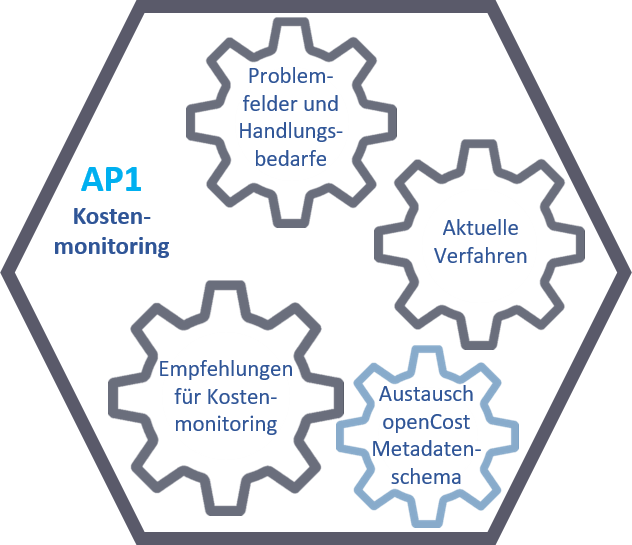 AP1
Kosten-
monitoring
Problem-
felder und
Handlungs-
bedarfe
Aktuelle
Verfahren
Empfehlungen
für Kosten-
monitoring
Austausch
openCost
Metadaten-
schema